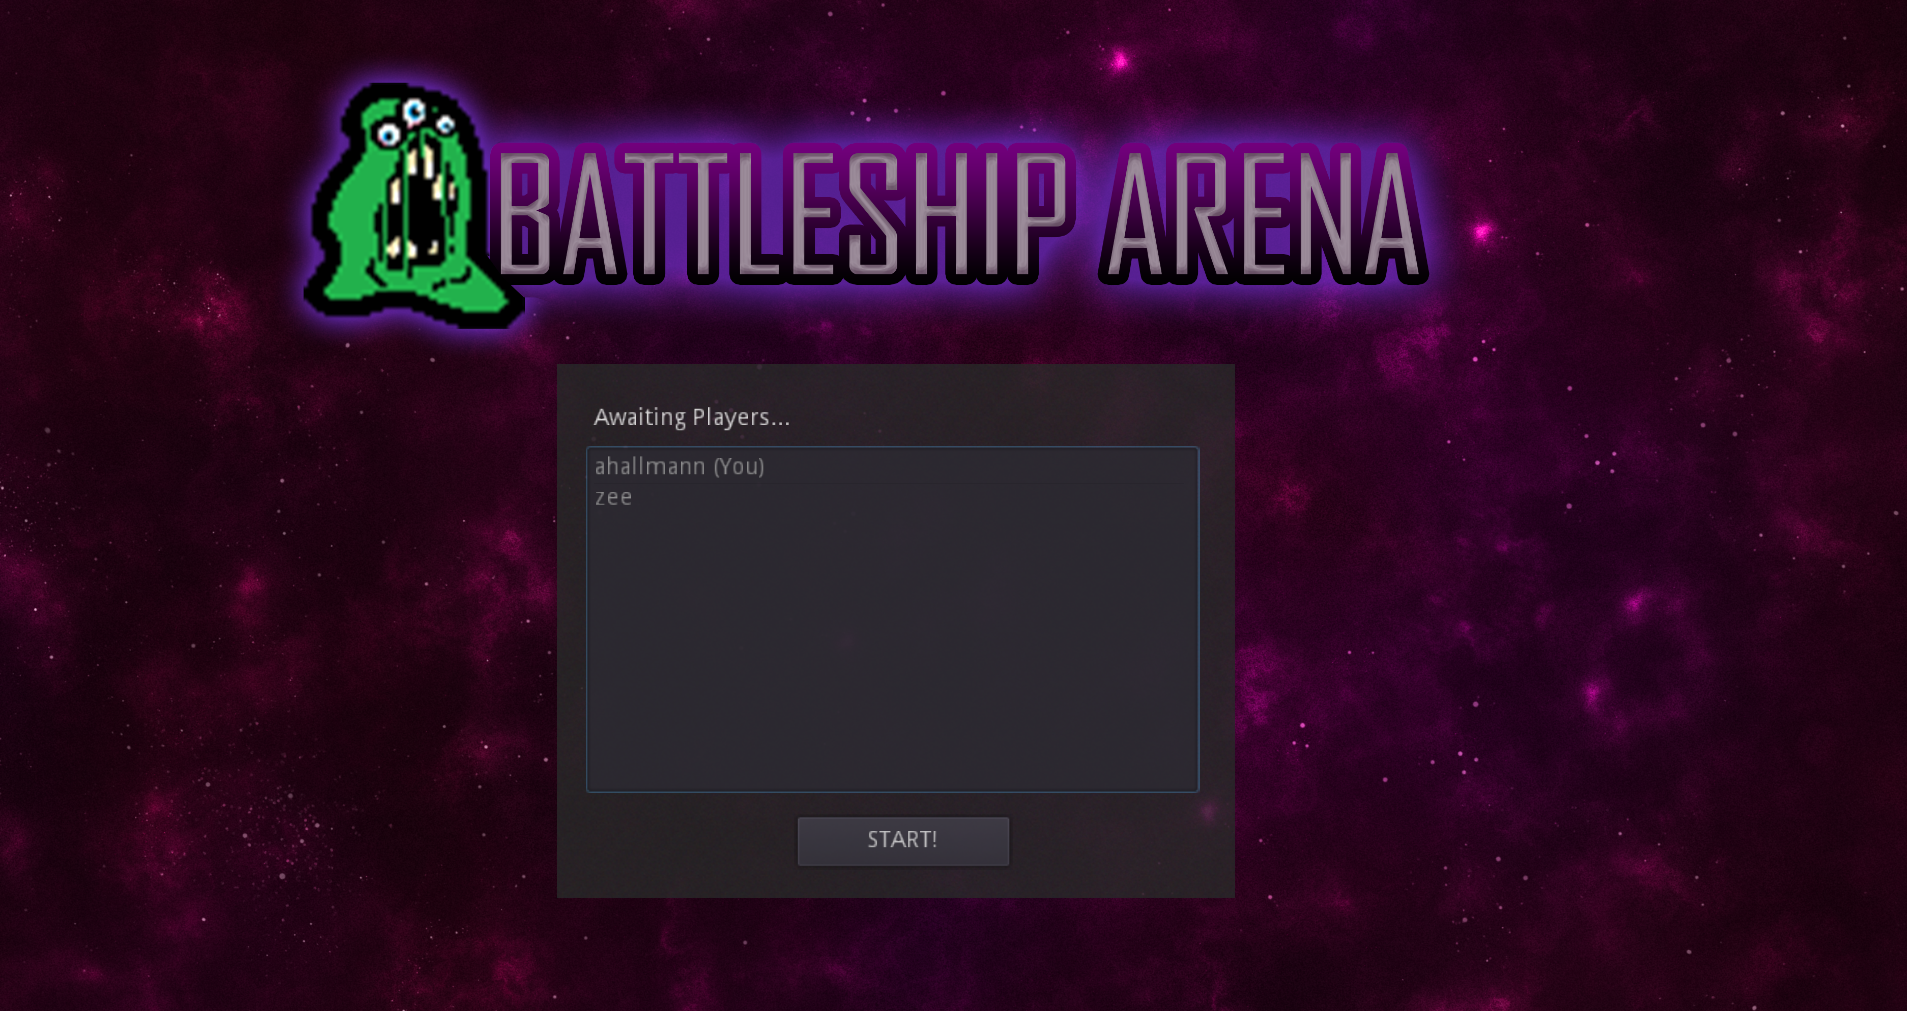 BATTLESHIP ARENA
Awaiting Players...
ahallmann (You)
zee
START!